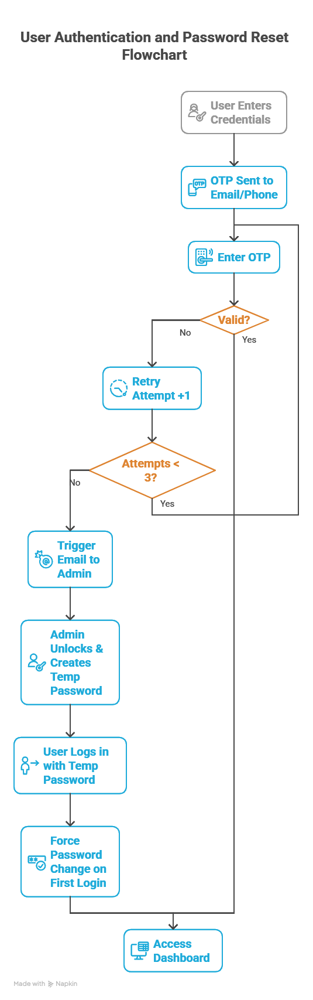 User Authentication and Password Reset
Flowchart
User Enters
Credentials
OTP
OTP Sent to
Email/Phone
Enter OTP
Valid?
No
Yes
Retry
Attempt +1
Attempts <
3?
No
Yes
Trigger
Email to
Admin
Admin
Unlocks &
Creates
Temp
Password
User Logs in
with Temp
Password
Force
Password
Change on
First Login
Access
Dashboard
Made with Napkin